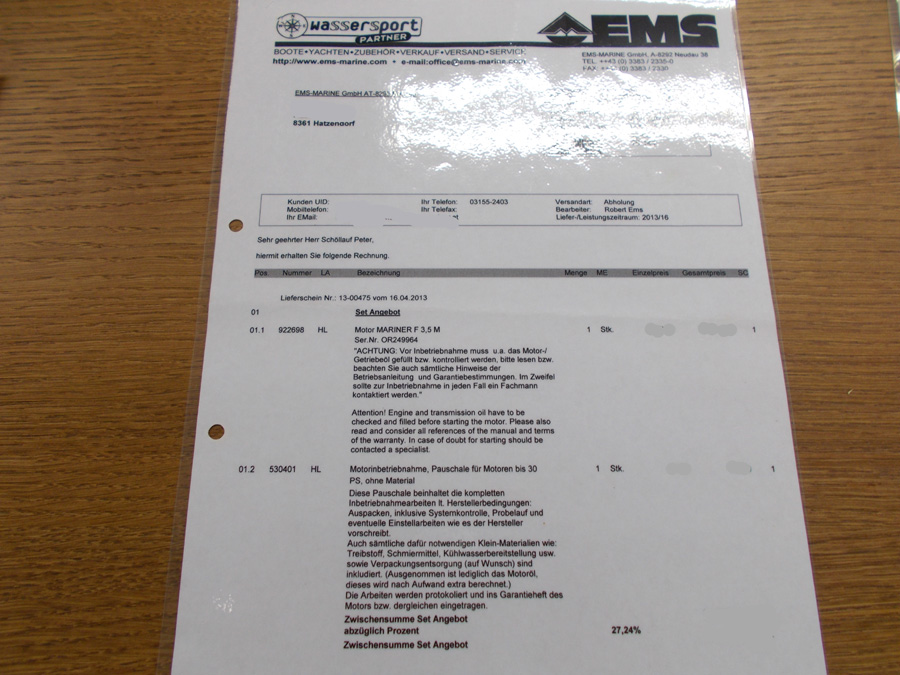 wassersport
PARTNER
EMS
BOOTE•YACHTEN•ZUBEHÖR•VERKAUF•VERSAND•SERVICE
http://www.ems-marine.com • e-mail:office@ems-marine.com
EMS-MARINE GmbH, A-8292 Neudau 38
TEL. ++43 (0) 3383 / 2335-0
FAX. ++43 (0) 3383 / 2330
EMS-MARINE GmbH AT-8292
8361 Hatzendorf
Kunden UID: Ihr Telefon: 03155-2403 Versandart: Abholung
Mobiltelefon: Ihr Telefax: Bearbeiter: Robert Ems
Ihr EMail: Liefer-/Leistungszeitraum: 2013/16
Sehr geehrter Herr Schöllauf Peter,
hiermit erhalten Sie folgende Rechnung.
Pos Nummer LA Bezeichnung Menge ME Einzelpreis Gesamtpreis SC
Lieferschein Nr.: 13-00475 vom 16.04.2013
01 Set Angebot
01.1 922698 HL Motor MARINER F 3,5 M 1 Stk. 1
Ser.Nr. OR249964
"ACHTUNG: Vor Inbetriebnahme muss u.a. das Motor-/
Getriebeöl gefüllt bzw. kontrolliert werden, bitte lesen bzw.
beachten Sie auch sämtliche Hinweise der
Betriebsanleitung und Garantiebestimmungen. Im Zweifel
sollte zur Inbetriebnahme in jeden Fall ein Fachmann
kontaktiert werden."
Attention! Engine and transmission oil have to be
checked and filled before starting the motor. Please also
read and consider all references of the manual and terms
of the warranty. In case of doubt for starting should be
contacted a specialist.
01.2 530401 HL Motorinbetriebnahme, Pauschale für Motoren bis 30 1 Stk. 1
PS, ohne Material
Diese Pauschale beinhaltet die kompletten
Inbetriebnahmearbeiten lt. Herstellerbedingungen:
Auspacken, inklusive Systemkontrolle, Probelauf und
eventuelle Einstellarbeiten wie es der Hersteller
vorschreibt.
Auch sämtliche dafür notwendigen Klein-Materialien wie:
Treibstoff, Schmiermittel, Kühlwasserbereitstellung usw.
sowie Verpackungsentsorgung (auf Wunsch) sind
inkludiert. (Ausgenommen ist lediglich das Motoröl,
dieses wird nach Aufwand extra berechnet.)
Die Arbeiten werden protokoliert und ins Garantieheft des
Motors bzw. dergleichen eingetragen.
Zwischensumme Set Angebot
abzüglich Prozent 27,24%
Zwischensumme Set Angebot